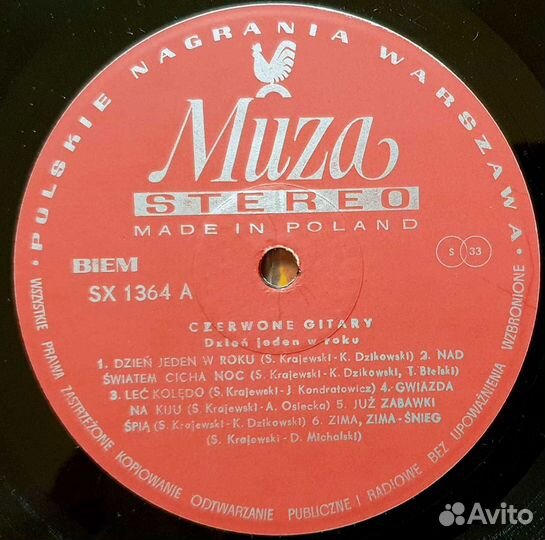 • POLSKIE NAGRANIA WARSZAWA •
Muza
STEREO
MADE IN POLAND
BIEM
S 33
SX 1364 A
CZERWONE GITARY
Dzień jeden w roku
1. DZIEŃ JEDEN W ROKU (S. Krajewski - K. Dzikowski) 2. NAD
ŚWIATEM CICHA NOC (S. Krajewski - K. Dzikowski, T. Bielski)
3. LEĆ KOLĘDO (S. Krajewski - J. Kondratowicz) 4. GWIAZDA
NA KIJU (S. Krajewski - A. Osiecka) 5. JUŻ ZABAWKI
ŚPIĄ (S. Krajewski - K. Dzikowski) 6. ZIMA, ZIMA-ŚNIEG
(S. Krajewski - D. Michalski)
WSZYSTKIE PRAWA ZASTRZEŻONE KOPIOWANIE ODTWARZANIE PUBLICZNE I RADIOWE BEZ UPOWAŻNIENIA WZBRONIONE
Avito